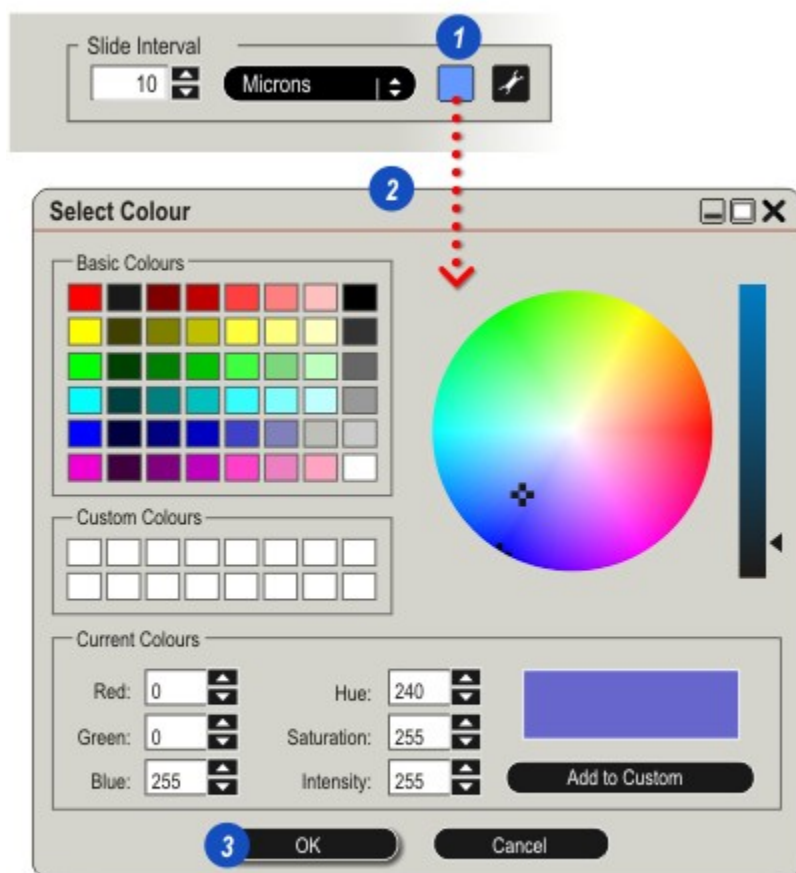 1
Slide Interval
10 Microns
2
Select Colour
Basic Colours
Custom Colours
Current Colours
Red: 0 Hue: 240
Green: 0 Saturation: 255
Blue: 255 Intensity: 255 Add to Custom
3 OK Cancel